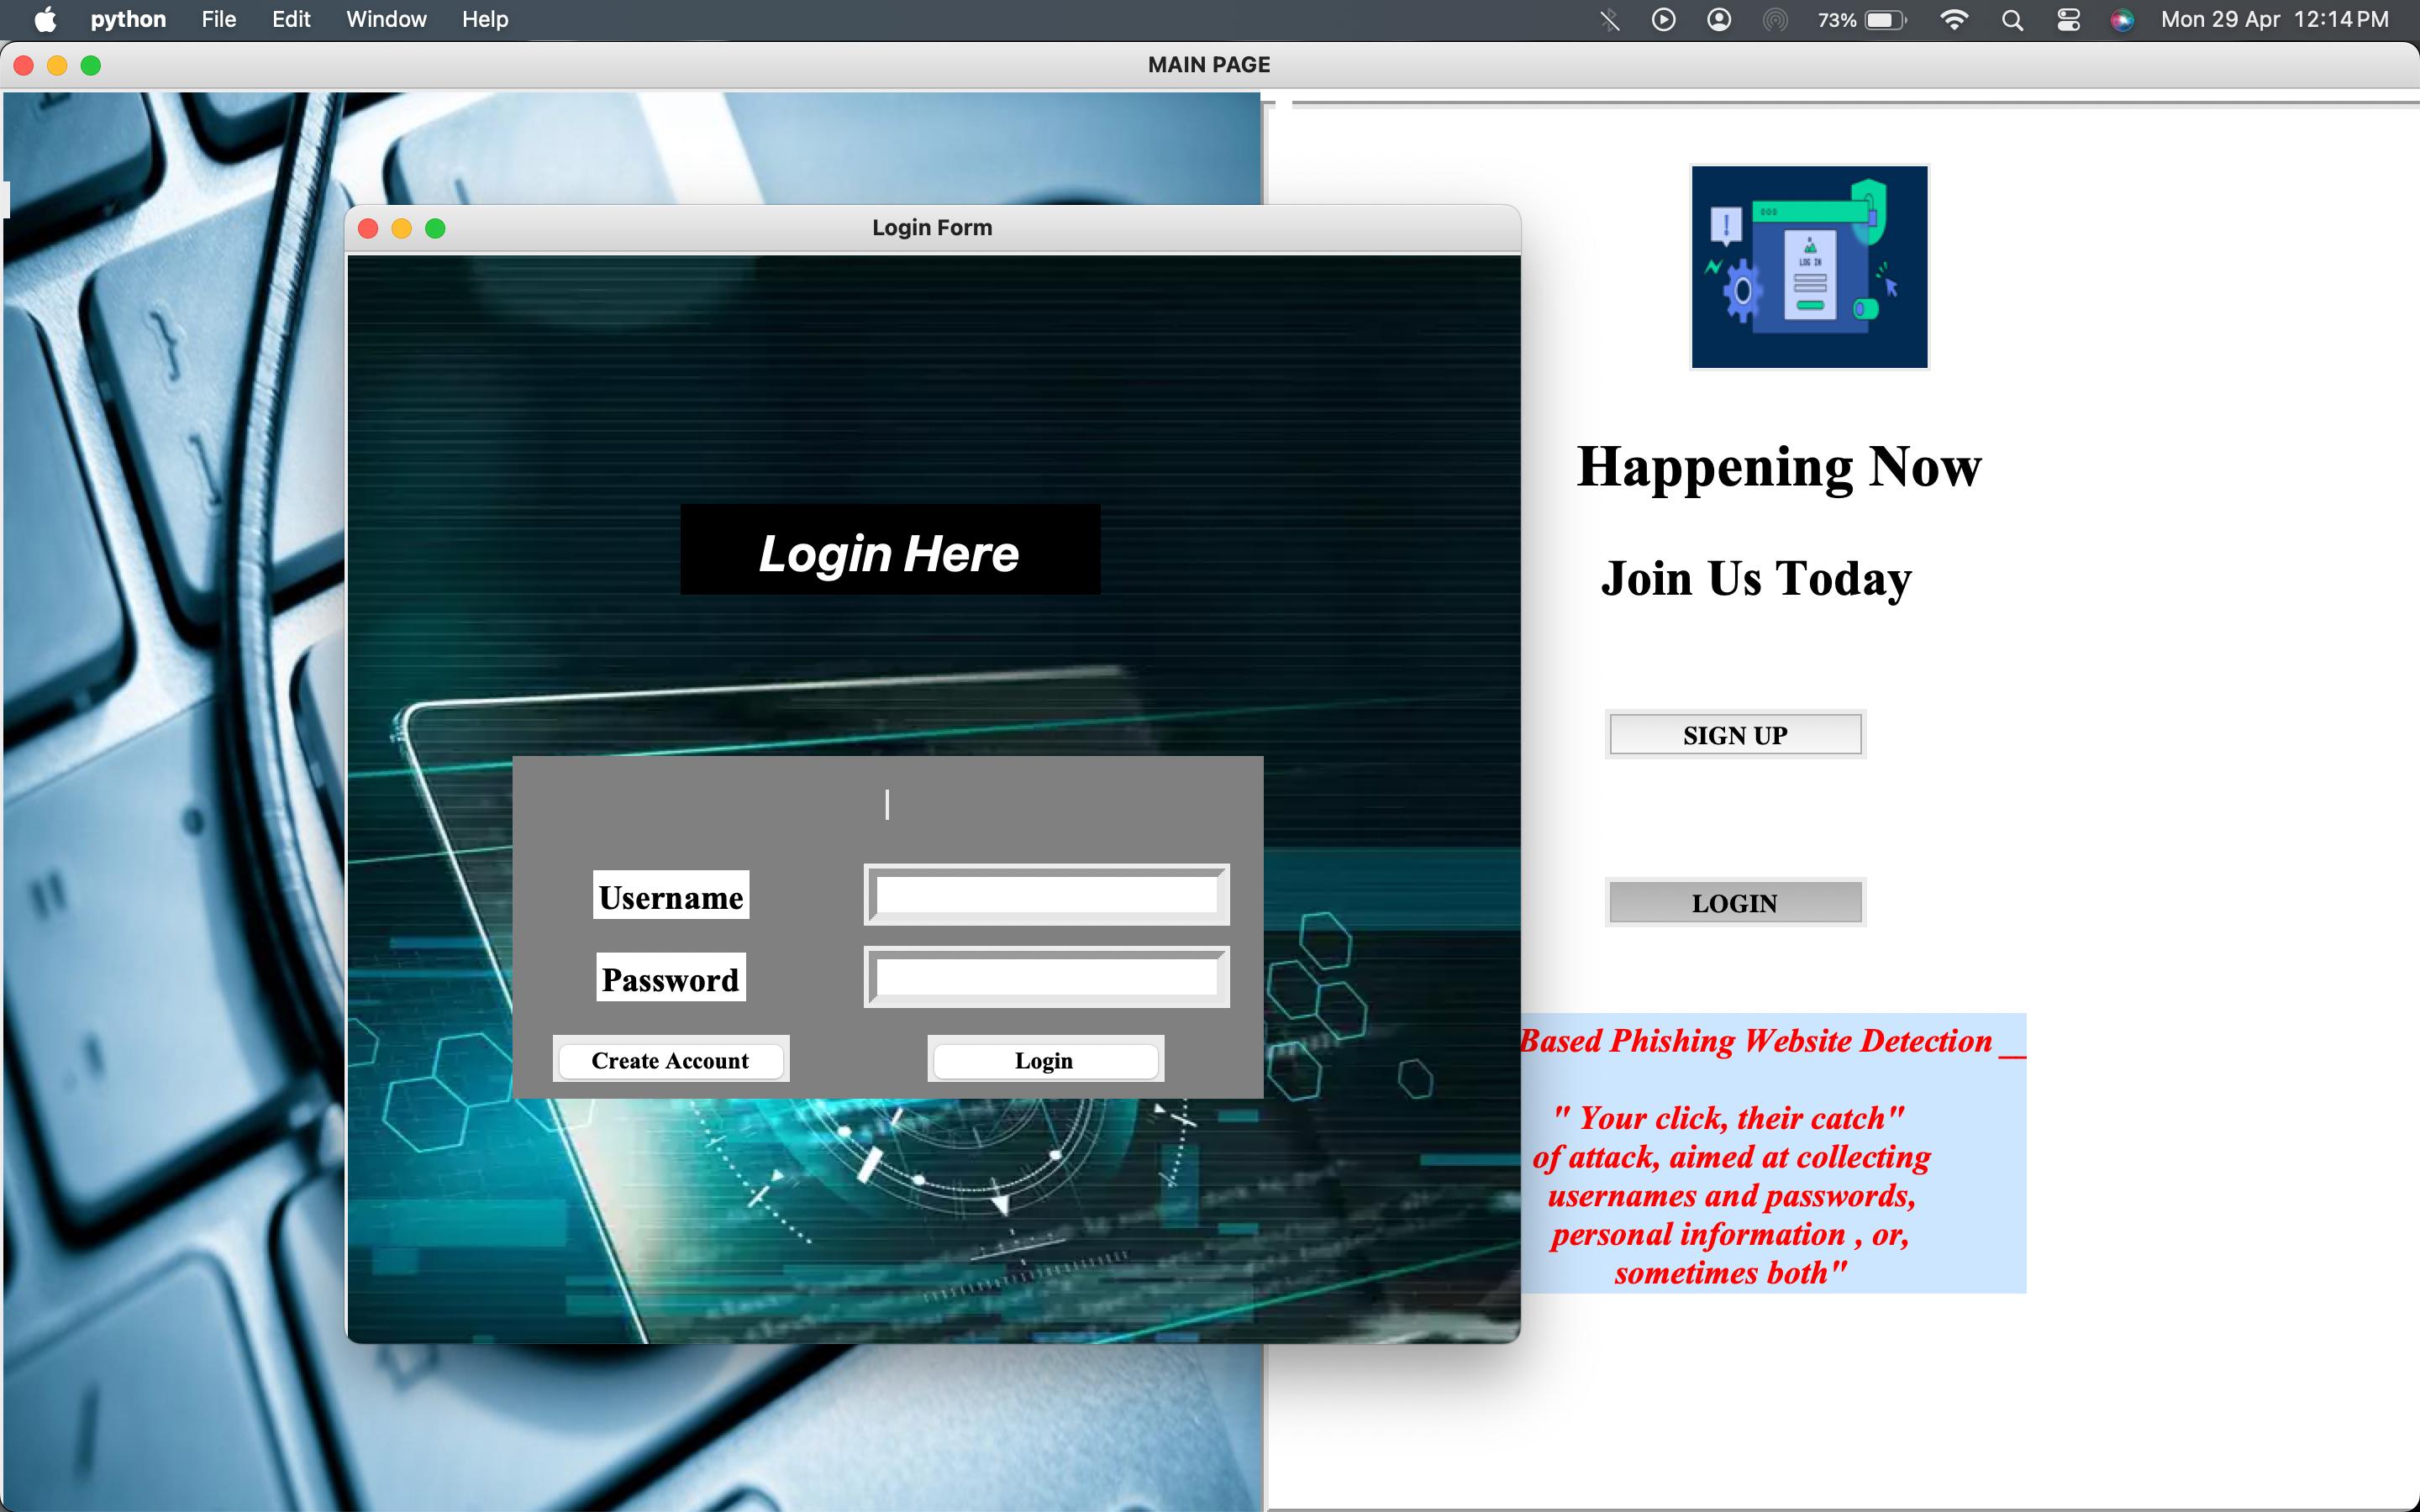 python File Edit Window Help
73% Mon 29 Apr 12:14 PM
MAIN PAGE
Login Form
Login Here
Username
Password
Create Account
Login
LOG IN
Happening Now
Join Us Today
SIGN UP
LOGIN
Based Phishing Website Detection __
" Your click, their catch"
of attack, aimed at collecting
usernames and passwords,
personal information , or,
sometimes both"